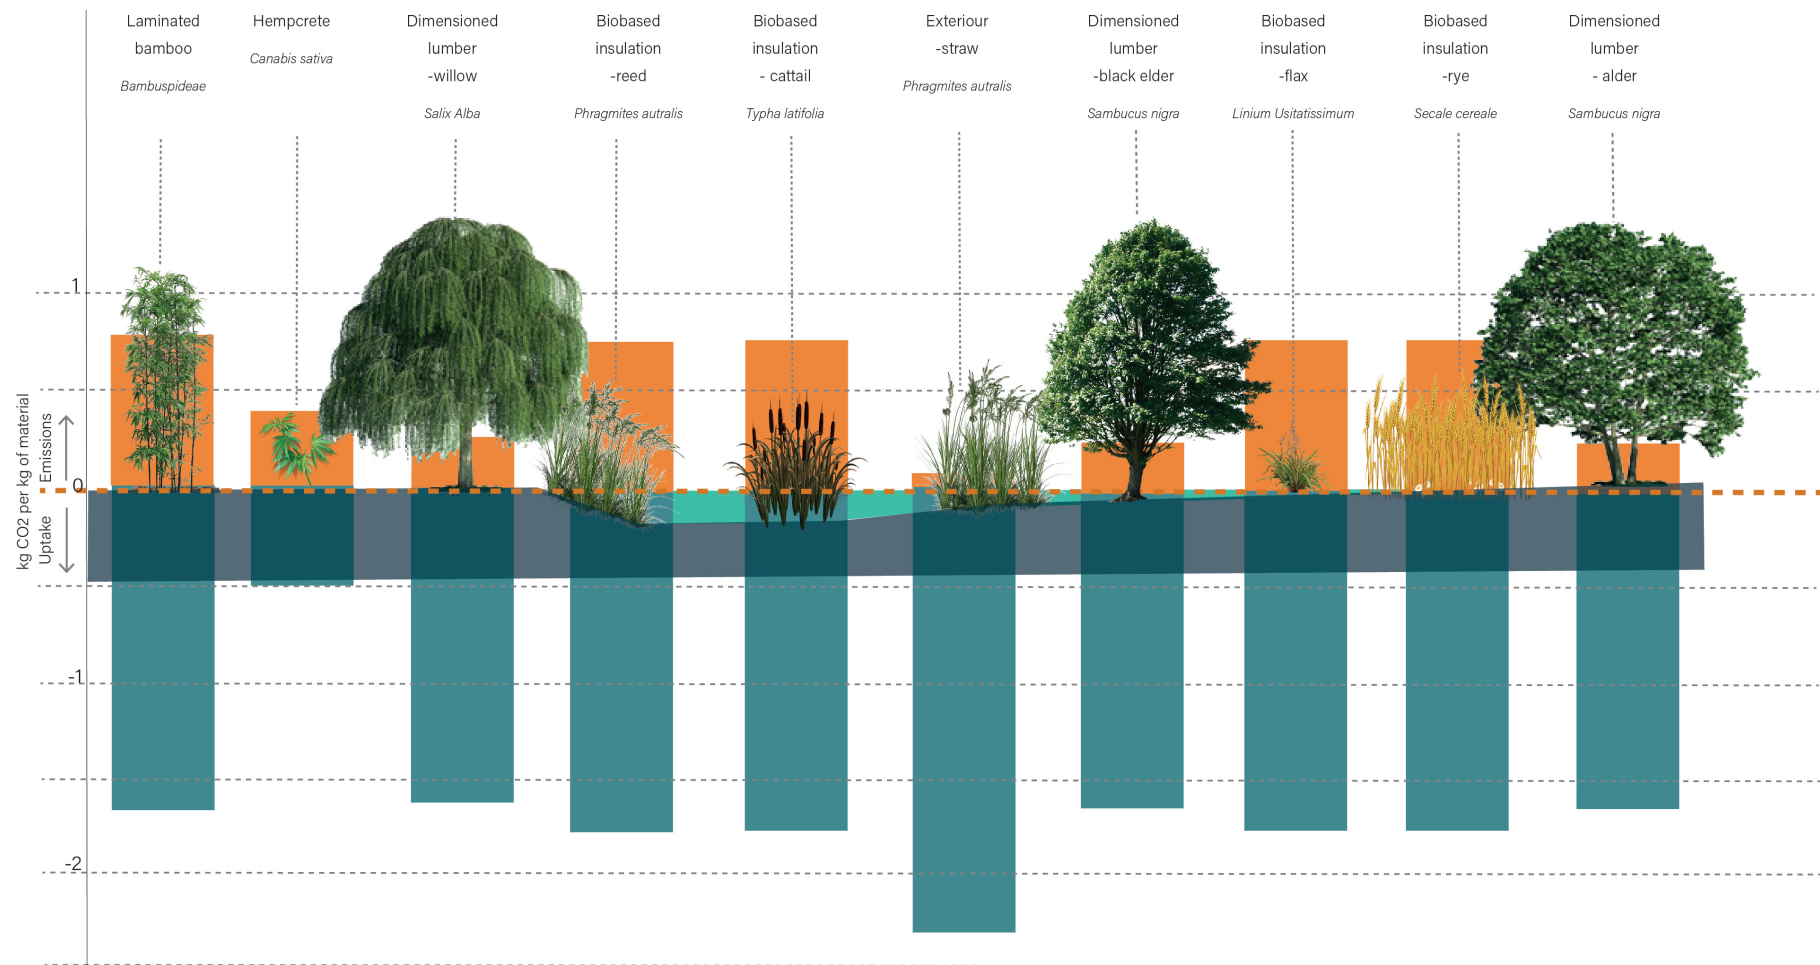 Laminated
bamboo
Bambuspideae
Hempcrete
Canabis sativa
Dimensioned
lumber
-willow
Salix Alba
Biobased
insulation
-reed
Phragmites autralis
Biobased
insulation
- cattail
Typha latifolia
Exteriour
-straw
Phragmites autralis
Dimensioned
lumber
-black elder
Sambucus nigra
Biobased
insulation
-flax
Linium Usitatissimum
Biobased
insulation
-rye
Secale cereale
Dimensioned
lumber
- alder
Sambucus nigra
1
0
-1
-2
kg CO2 per kg of material
Emissions
Uptake